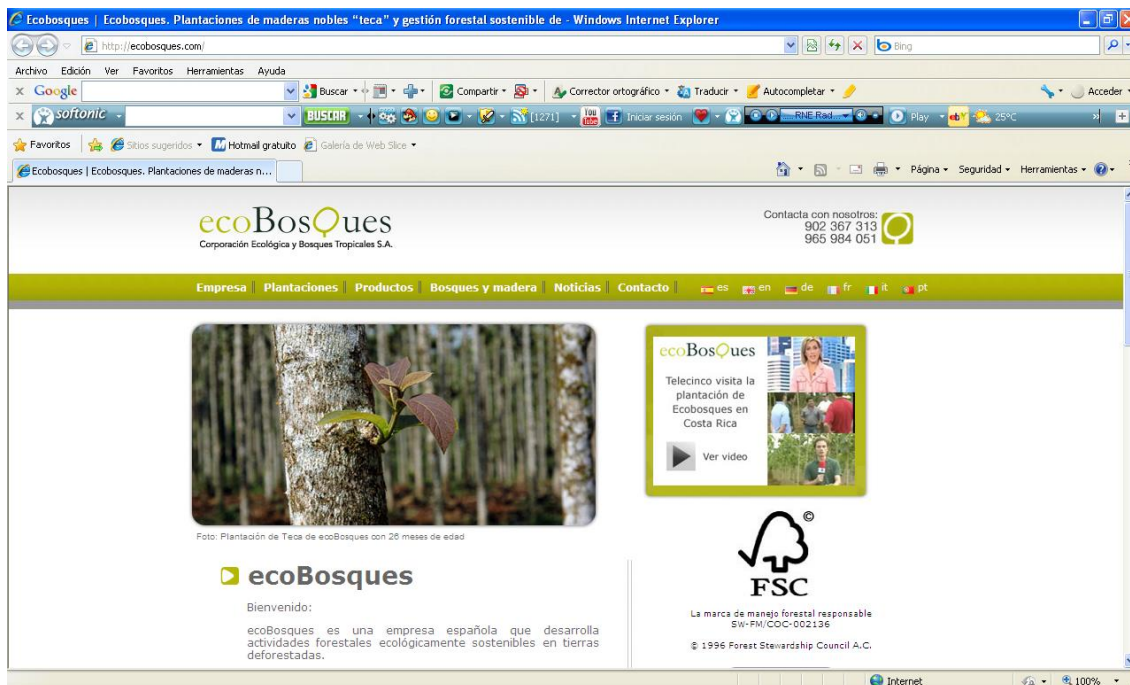 Ecobosques | Ecobosques. Plantaciones de maderas nobles "teca" y gestión forestal sostenible de - Windows Internet Explorer
http://ecobosques.com/
Bing
Archivo Edición Ver Favoritos Herramientas Ayuda
x Google Buscar Compartir Corrector ortográfico Traducir Autocompletar Acceder
x softonic BUSCAR [1271] You Tube Iniciar sesión RNE Rad... Play ebY 25°C »
Favoritos Sitios sugeridos Hotmail gratuito Galería de Web Slice
Ecobosques | Ecobosques. Plantaciones de maderas n... Página Seguridad Herramientas
ecoBosQues
Corporación Ecológica y Bosques Tropicales S.A.
Contacta con nosotros:
902 367 313
965 984 051
Empresa || Plantaciones || Productos || Bosques y madera || Noticias || Contacto || es en de fr it pt
ecoBosQues
Telecinco visita la
plantación de
Ecobosques en
Costa Rica
Ver video
Foto: Plantación de Teca de ecoBosques con 26 meses de edad
ecoBosques
Bienvenido:
ecoBosques es una empresa española que desarrolla
actividades forestales ecológicamente sostenibles en tierras
deforestadas.
©
FSC
La marca de manejo forestal responsable
SW-FM/COC-002136
© 1996 Forest Stewardship Council A.C.
Internet 100%